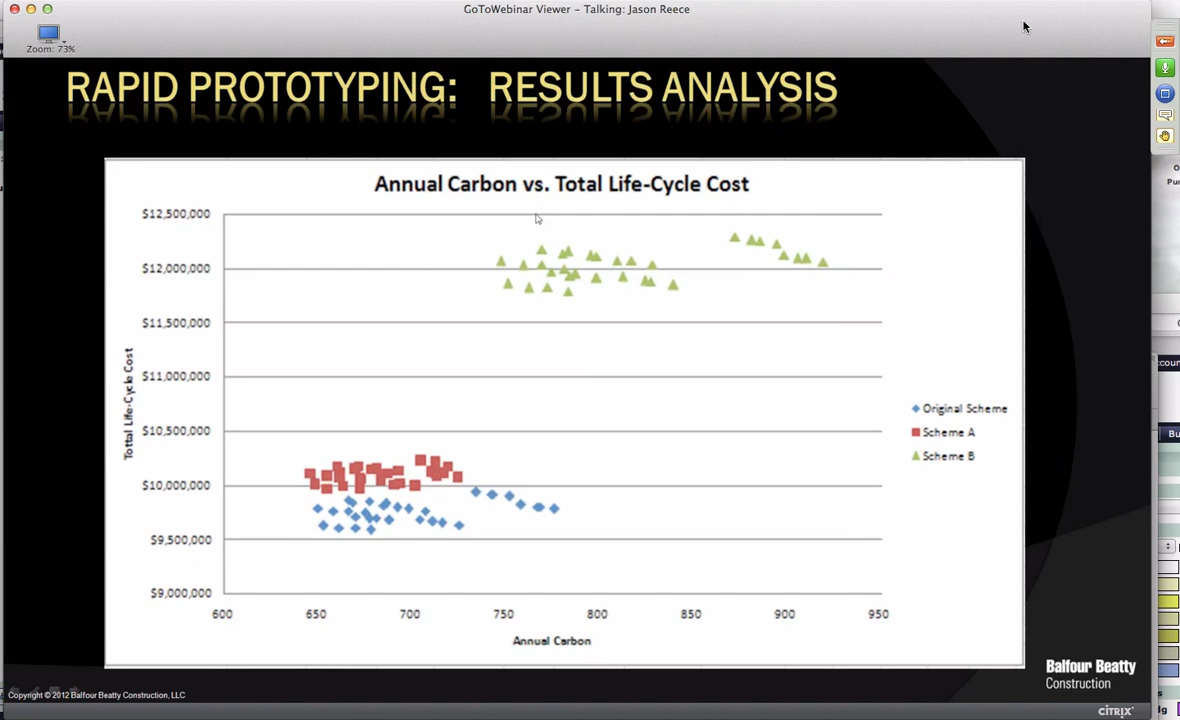 GoToWebinar Viewer – Talking: Jason Reece
Zoom: 73%
RAPID PROTOTYPING: RESULTS ANALYSIS
Annual Carbon vs. Total Life-Cycle Cost
$12,500,000
$12,000,000
$11,500,000
$11,000,000
$10,500,000
$10,000,000
$9,500,000
$9,000,000
Tottal Life-Cycle Cost
600 650 700 750 800 850 900 950
Annual Carbon
Original Scheme
Scheme A
Scheme B
Balfour Beatty
Construction
Copyright © 2012 Balfour Beatty Construction, LLC
CITRIX